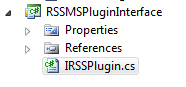 RSSMSPluginInterface
Properties
References
IRSSPlugin.cs